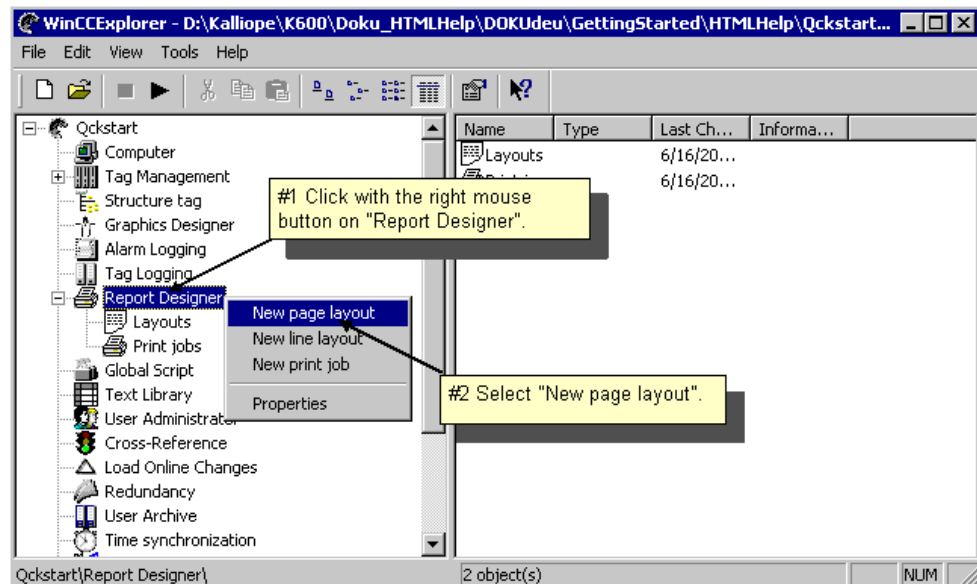 WinCCExplorer - D:\Kalliope\K600\Doku_HTMLHelp\DOKUdeu\GettingStarted\HTMLHelp\Qckstart...
File Edit View Tools Help
Qckstart
Computer
Tag Management
Structure tag
Graphics Designer
Alarm Logging
Tag Logging
Report Designer
Layouts
Print jobs
Global Script
Text Library
User Administrator
Cross-Reference
Load Online Changes
Redundancy
User Archive
Time synchronization
Name Type Last Ch... Informa...
Layouts 6/16/20...
6/16/20...
#1 Click with the right mouse
button on "Report Designer".
New page layout
New line layout
New print job
Properties
#2 Select "New page layout".
Qckstart\Report Designer\ 2 object(s) NUM